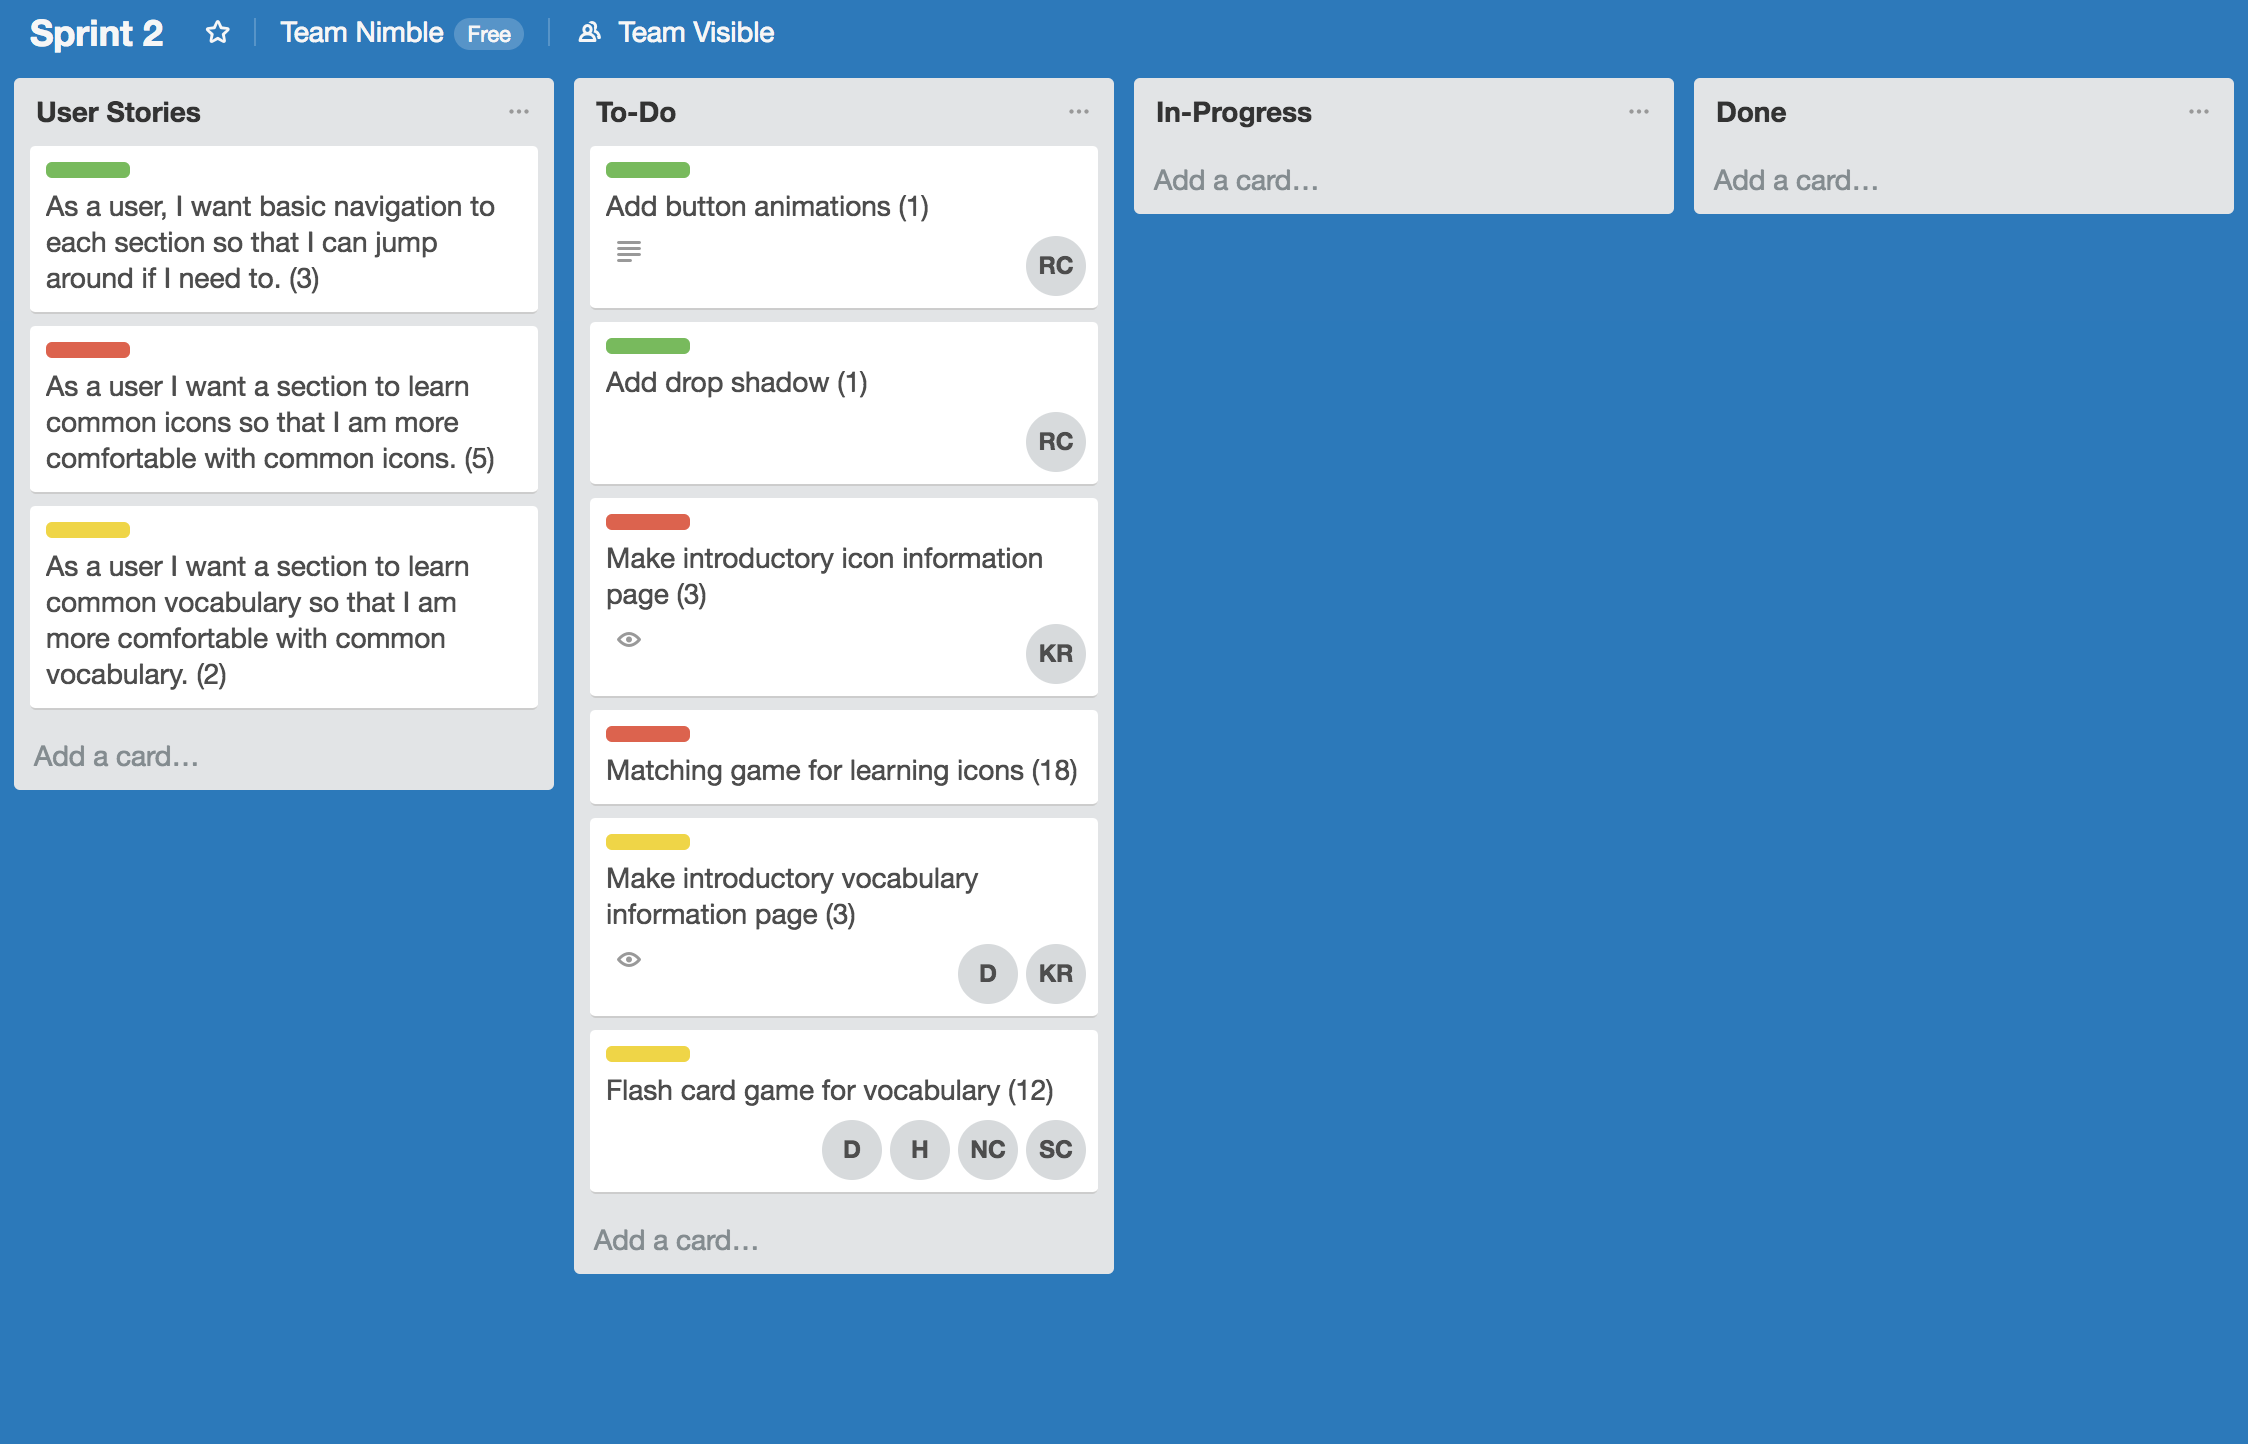 Sprint 2 Team Nimble Free Team Visible
User Stories
As a user, I want basic navigation to
each section so that I can jump
around if I need to. (3)
As a user I want a section to learn
common icons so that I am more
comfortable with common icons. (5)
As a user I want a section to learn
common vocabulary so that I am
more comfortable with common
vocabulary. (2)
Add a card…
To-Do
Add button animations (1)
RC
Add drop shadow (1)
RC
Make introductory icon information
page (3)
KR
Matching game for learning icons (18)
Make introductory vocabulary
information page (3)
D KR
Flash card game for vocabulary (12)
D H NC SC
Add a card…
In-Progress
Add a card…
Done
Add a card…